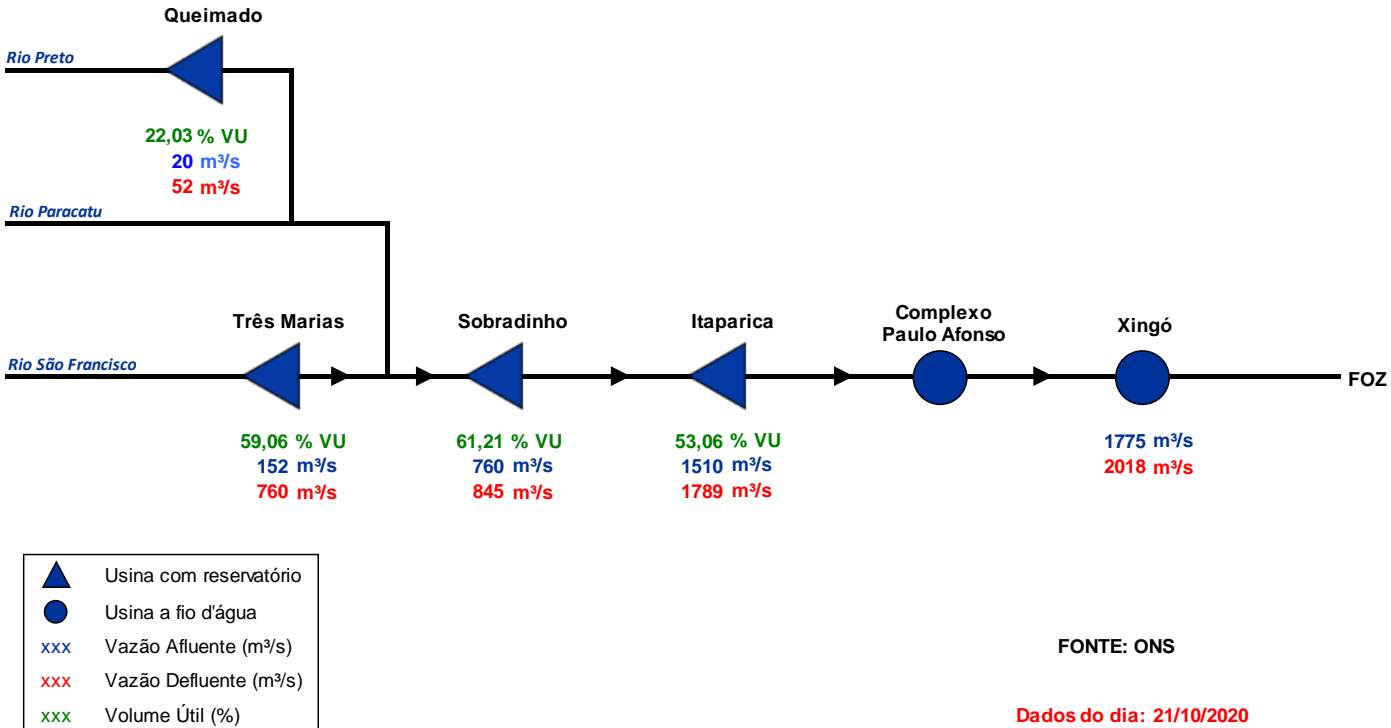 Queimado
Rio Preto
22,03 % VU
20 m³/s
52 m³/s
Rio Paracatu
Três Marias
Sobradinho
Itaparica
Complexo
Paulo Afonso
Xingó
Rio São Francisco
FOZ
59,06 % VU
152 m³/s
760 m³/s
61,21 % VU
760 m³/s
845 m³/s
53,06 % VU
1510 m³/s
1789 m³/s
1775 m³/s
2018 m³/s
Usina com reservatório
Usina a fio d'água
xxx Vazão Afluente (m³/s)
xxx Vazão Defluente (m³/s)
xxx Volume Útil (%)
FONTE: ONS
Dados do dia: 21/10/2020